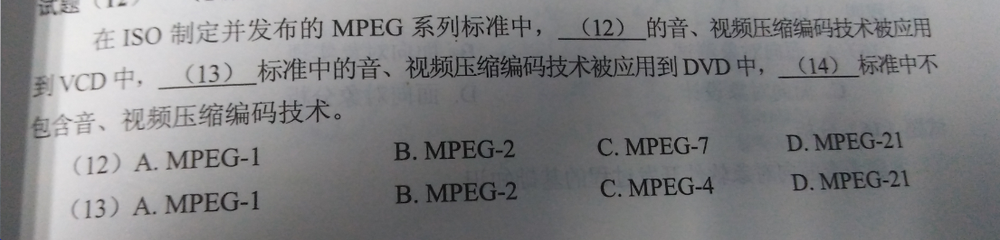 试题（12）
在 ISO 制定并发布的 MPEG 系列标准中，（12）的音、视频压缩编码技术被应用
到 VCD 中，（13）标准中的音、视频压缩编码技术被应用到 DVD 中，（14）标准中不
包含音、视频压缩编码技术。
（12）A. MPEG-1 B. MPEG-2 C. MPEG-7 D. MPEG-21
（13）A. MPEG-1 B. MPEG-2 C. MPEG-4 D. MPEG-21